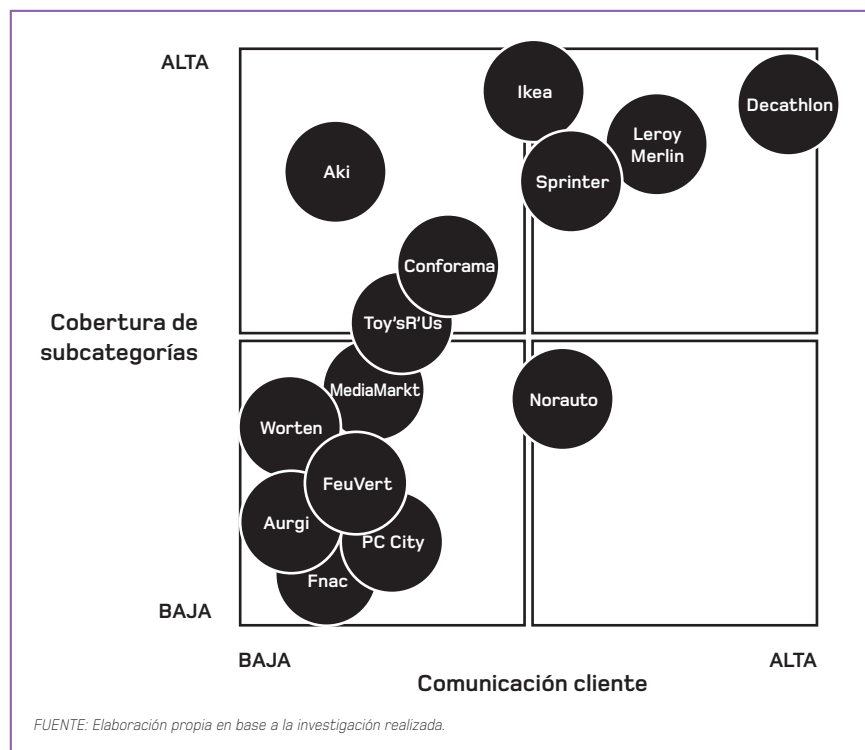 ALTA
Ikea
Decathlon
Leroy
Merlin
Aki
Sprinter
Conforama
Cobertura de
subcategorías
Toy'sR'Us
MediaMarkt
Norauto
Worten
FeuVert
Aurgi
PC City
Fnac
BAJA
BAJA
ALTA
Comunicación cliente
FUENTE: Elaboración propia en base a la investigación realizada.